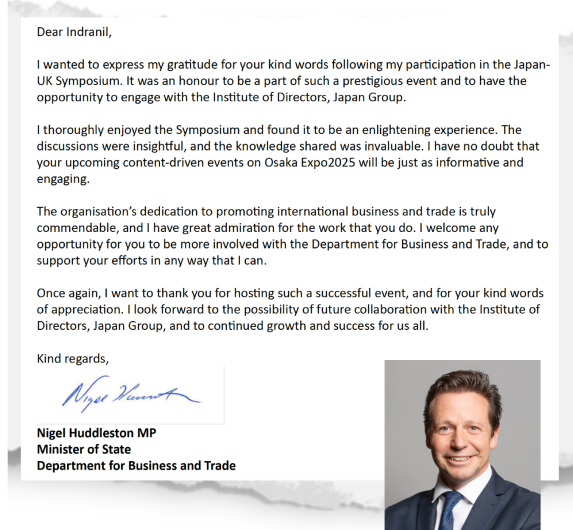 Dear Indranil,
I wanted to express my gratitude for your kind words following my participation in the Japan-
UK Symposium. It was an honour to be a part of such a prestigious event and to have the
opportunity to engage with the Institute of Directors, Japan Group.
I thoroughly enjoyed the Symposium and found it to be an enlightening experience. The
discussions were insightful, and the knowledge shared was invaluable. I have no doubt that
your upcoming content-driven events on Osaka Expo2025 will be just as informative and
engaging.
The organisation's dedication to promoting international business and trade is truly
commendable, and I have great admiration for the work that you do. I welcome any
opportunity for you to be more involved with the Department for Business and Trade, and to
support your efforts in any way that I can.
Once again, I want to thank you for hosting such a successful event, and for your kind words
of appreciation. I look forward to the possibility of future collaboration with the Institute of
Directors, Japan Group, and to continued growth and success for us all.
Kind regards,
Nigel Huddleston MP
Minister of State
Department for Business and Trade